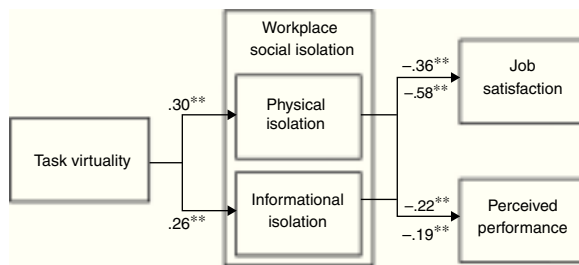 Workplace
social isolation
Task virtuality
.30**
.26**
Physical
isolation
Informational
isolation
–.36**
–.58**
–.22**
–.19**
Job
satisfaction
Perceived
performance